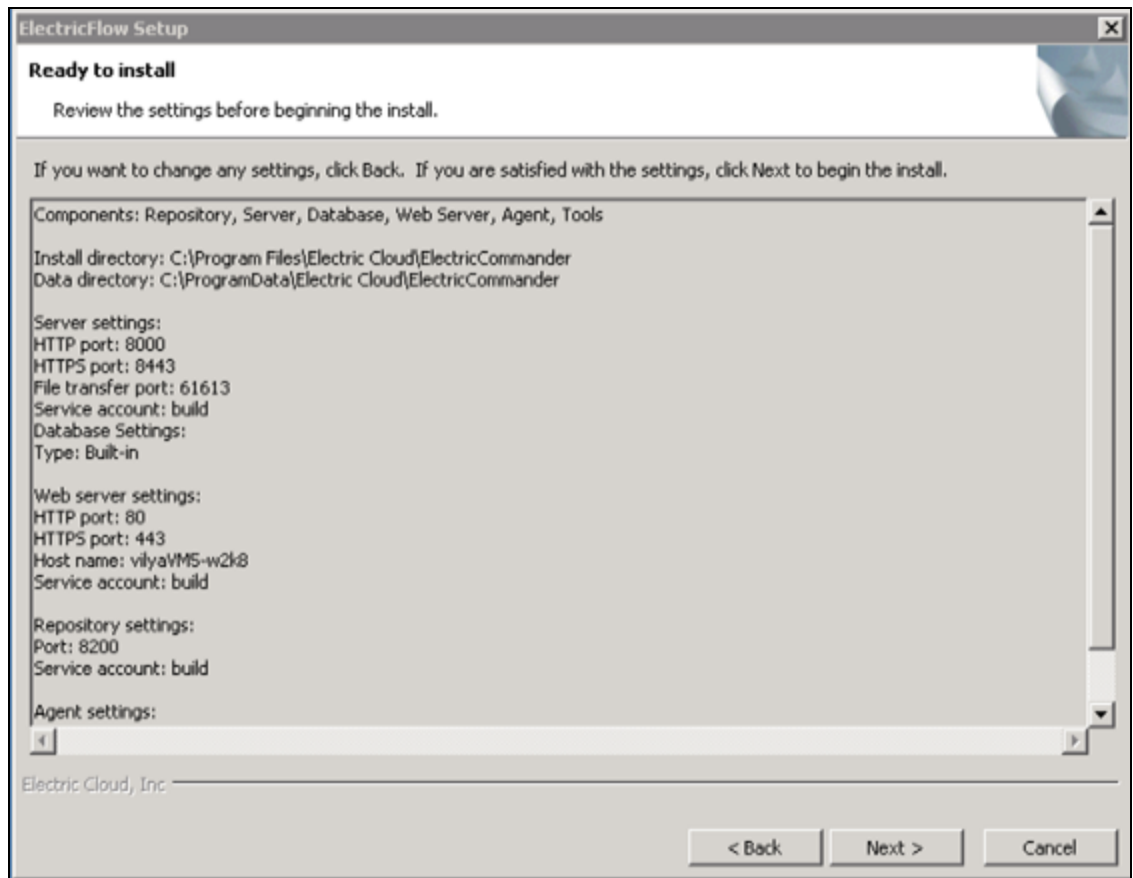 ElectricFlow Setup
Ready to install
Review the settings before beginning the install.
If you want to change any settings, click Back. If you are satisfied with the settings, click Next to begin the install.
Components: Repository, Server, Database, Web Server, Agent, Tools
Install directory: C:\Program Files\Electric Cloud\ElectricCommander
Data directory: C:\ProgramData\Electric Cloud\ElectricCommander
Server settings:
HTTP port: 8000
HTTPS port: 8443
File transfer port: 61613
Service account: build
Database Settings:
Type: Built-in
Web server settings:
HTTP port: 80
HTTPS port: 443
Host name: vilyaVM5-w2k8
Service account: build
Repository settings:
Port: 8200
Service account: build
Agent settings:
Electric Cloud, Inc
< Back
Next >
Cancel